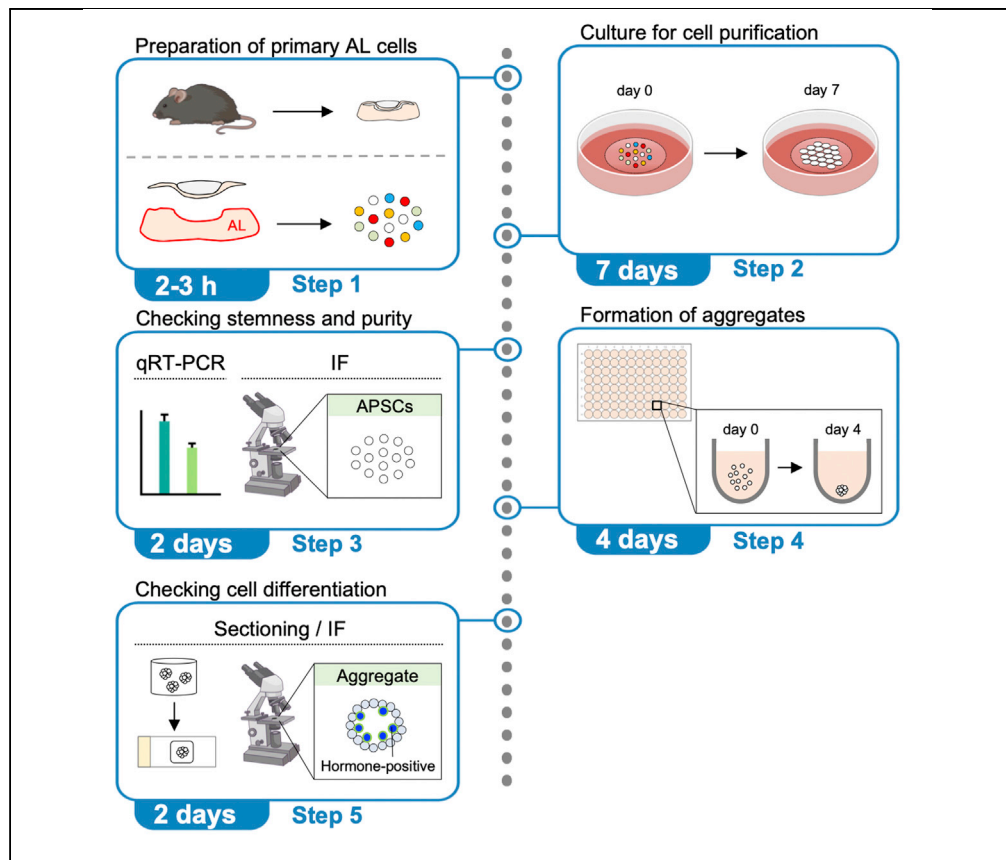 Preparation of primary AL cells
AL
2-3 h
Step 1
Culture for cell purification
day 0
day 7
7 days
Step 2
Checking stemness and purity
qRT-PCR
IF
APSCs
2 days
Step 3
Formation of aggregates
day 0
day 4
4 days
Step 4
Checking cell differentiation
Sectioning / IF
Aggregate
Hormone-positive
2 days
Step 5